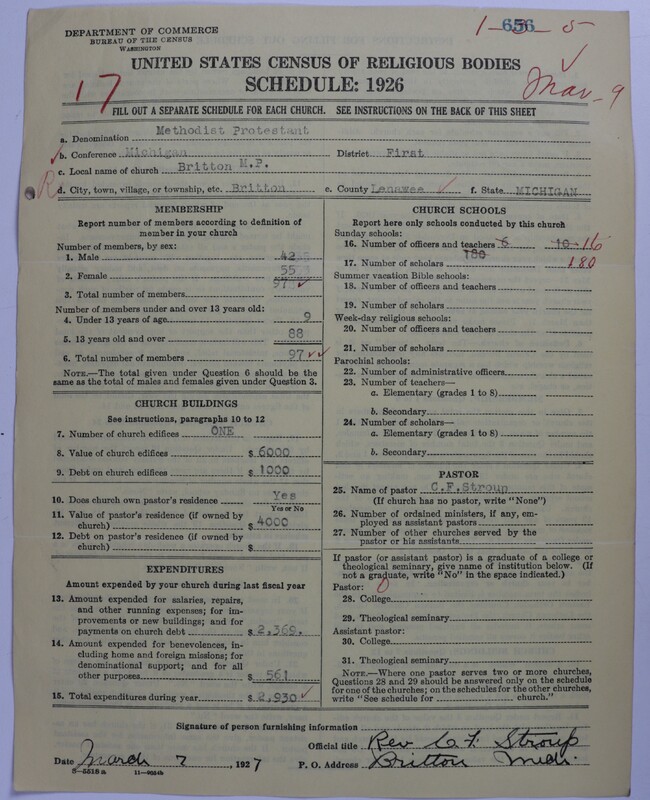 DEPARTMENT OF COMMERCE
BUREAU OF THE CENSUS
WASHINGTON
1 - 656 - 5
UNITED STATES CENSUS OF RELIGIOUS BODIES
SCHEDULE: 1926
17
Mar 9
FILL OUT A SEPARATE SCHEDULE FOR EACH CHURCH. SEE INSTRUCTIONS ON THE BACK OF THIS SHEET
a. Denomination Methodist Protestant
b. Conference Michigan District First
c. Local name of church Britton M.P.
R d. City, town, village, or township, etc. Britton e. County Lenawee f. State MICHIGAN
MEMBERSHIP
Report number of members according to definition of
member in your church
Number of members, by sex:
1. Male 42
2. Female 55
3. Total number of members 97
Number of members under and over 13 years old:
4. Under 13 years of age 9
5. 13 years old and over 88
6. Total number of members 97
NOTE.—The total given under Question 6 should be
same as the total of males and females given under Question 3.
CHURCH BUILDINGS
See instructions, paragraphs 10 to 12
7. Number of church edifices ONE
8. Value of church edifices $ 6000
9. Debt on church edifices $ 1000
10. Does church own pastor's residence Yes
Yes or No
11. Value of pastor's residence (if owned by
church) $ 4000
12. Debt on pastor's residence (if owned by
church) $
EXPENDITURES
Amount expended by your church during last fiscal year
13. Amount expended for salaries, repairs,
and other running expenses; for im-
provements or new buildings; and for
payments on church debt $ 2,369.
14. Amount expended for benevolences, in-
cluding home and foreign missions; for
denominational support; and for all
other purposes $ 561
15. Total expenditures during year $ 2,930
CHURCH SCHOOLS
Report here only schools conducted by this church
Sunday schools:
16. Number of officers and teachers 6 10 16
180
17. Number of scholars 180
Summer vacation Bible schools:
18. Number of officers and teachers
19. Number of scholars
Week-day religious schools:
20. Number of officers and teachers
21. Number of scholars
Parochial schools:
22. Number of administrative officers
23. Number of teachers—
a. Elementary (grades 1 to 8)
b. Secondary
24. Number of scholars—
a. Elementary (grades 1 to 8)
b. Secondary
PASTOR
25. Name of pastor C.F.Stroup
(If church has no pastor, write "None")
26. Number of ordained ministers, if any, em-
ployed as assistant pastors
27. Number of other churches served by the
pastor or his assistants
If pastor (or assistant pastor) is a graduate of a college or
theological seminary, give name of institution below. (If
not a graduate, write "No" in the space indicated.)
Pastor: 0
28. College
29. Theological seminary
Assistant pastor:
30. College
31. Theological seminary
NOTE.—Where one pastor serves two or more churches,
Questions 28 and 29 should be answered only on the schedule
for one of the churches; on the schedules for the other churches,
write "See schedule for church."
Signature of person furnishing information
Official title Rev C. F. Stroup
Date March 7, 1927 P. O. Address Britton Mich.
8—5518 a 11—9054b